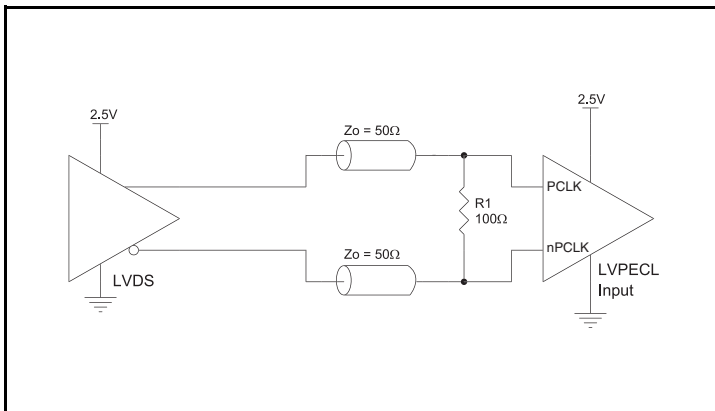 2.5V
2.5V
Zo = 50Ω
PCLK
R1
100Ω
Zo = 50Ω
nPCLK
LVDS
LVPECL
Input